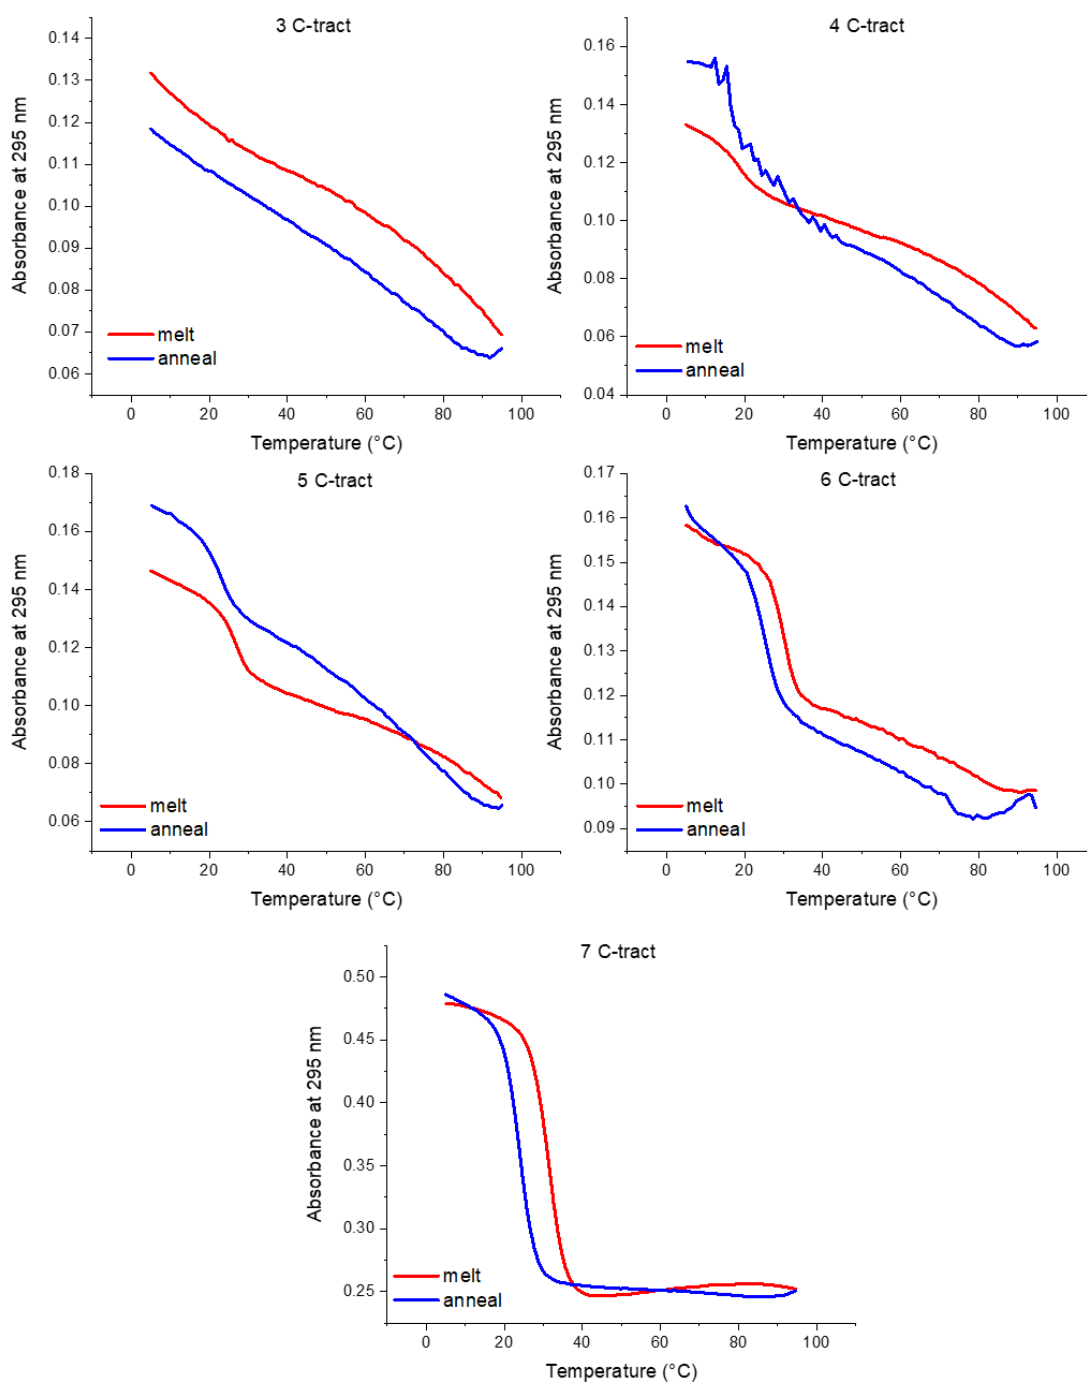 3 C-tract
Absorbance at 295 nm
0.14
0.13
0.12
0.11
0.10
0.09
0.08
0.07
0.06
melt
anneal
0 20 40 60 80 100
Temperature (°C)
4 C-tract
Absorbance at 295 nm
0.16
0.14
0.12
0.10
0.08
0.06
0.04
melt
anneal
0 20 40 60 80 100
Temperature (°C)
5 C-tract
Absorbance at 295 nm
0.18
0.16
0.14
0.12
0.10
0.08
0.06
melt
anneal
0 20 40 60 80 100
Temperature (°C)
6 C-tract
Absorbance at 295 nm
0.17
0.16
0.15
0.14
0.13
0.12
0.11
0.10
0.09
melt
anneal
0 20 40 60 80 100
Temperature (°C)
7 C-tract
Absorbance at 295 nm
0.50
0.45
0.40
0.35
0.30
0.25
melt
anneal
0 20 40 60 80 100
Temperature (°C)